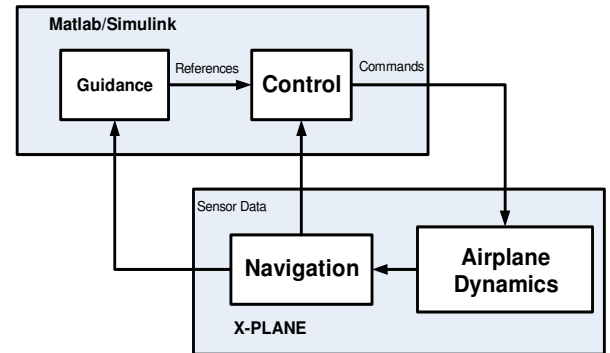 Matlab/Simulink
References
Commands
Guidance
Control
Sensor Data
Navigation
Airplane
Dynamics
X-PLANE